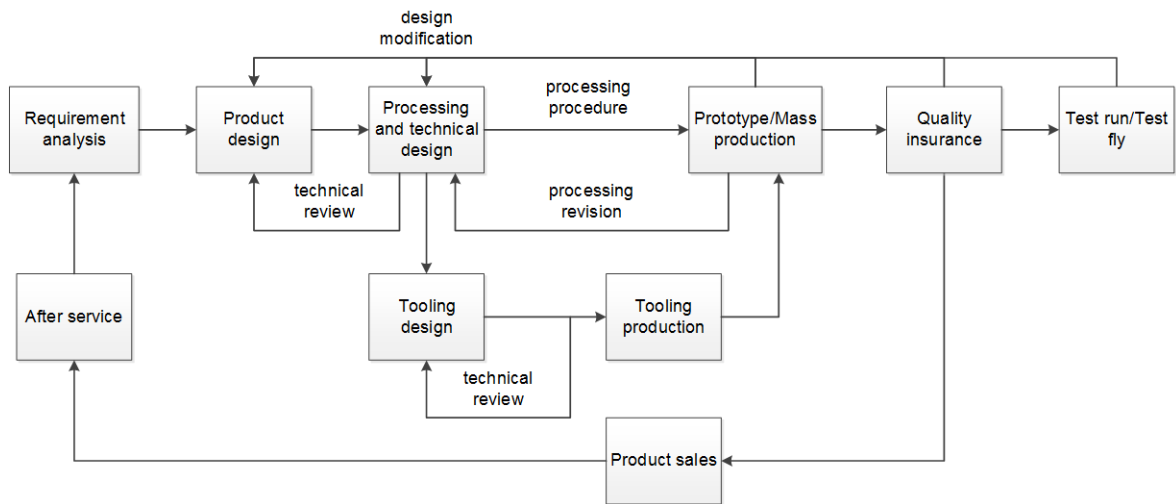 design
modification
Requirement
analysis
Product
design
Processing
and technical
design
processing
procedure
Prototype/Mass
production
Quality
insurance
Test run/Test
fly
technical
review
processing
revision
After service
Tooling
design
Tooling
production
technical
review
Product sales